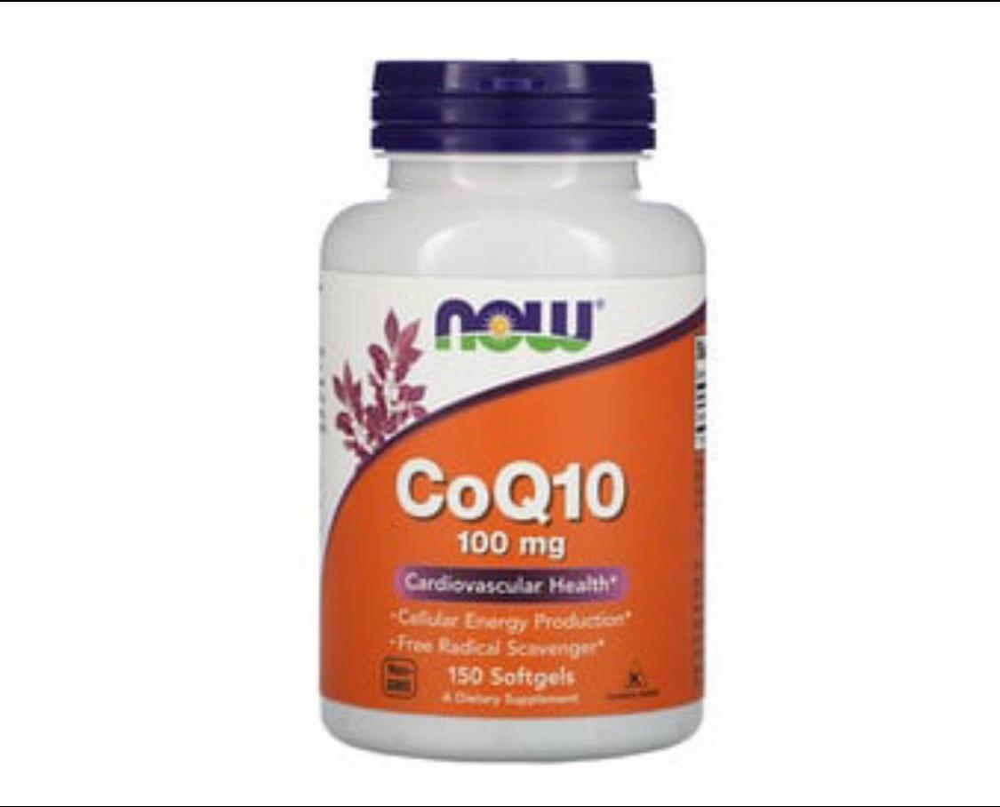 NOW®
CoQ10
100 mg
Cardiovascular Health*
•Cellular Energy Production*
•Free Radical Scavenger*
150 Softgels
A Dietary Supplement